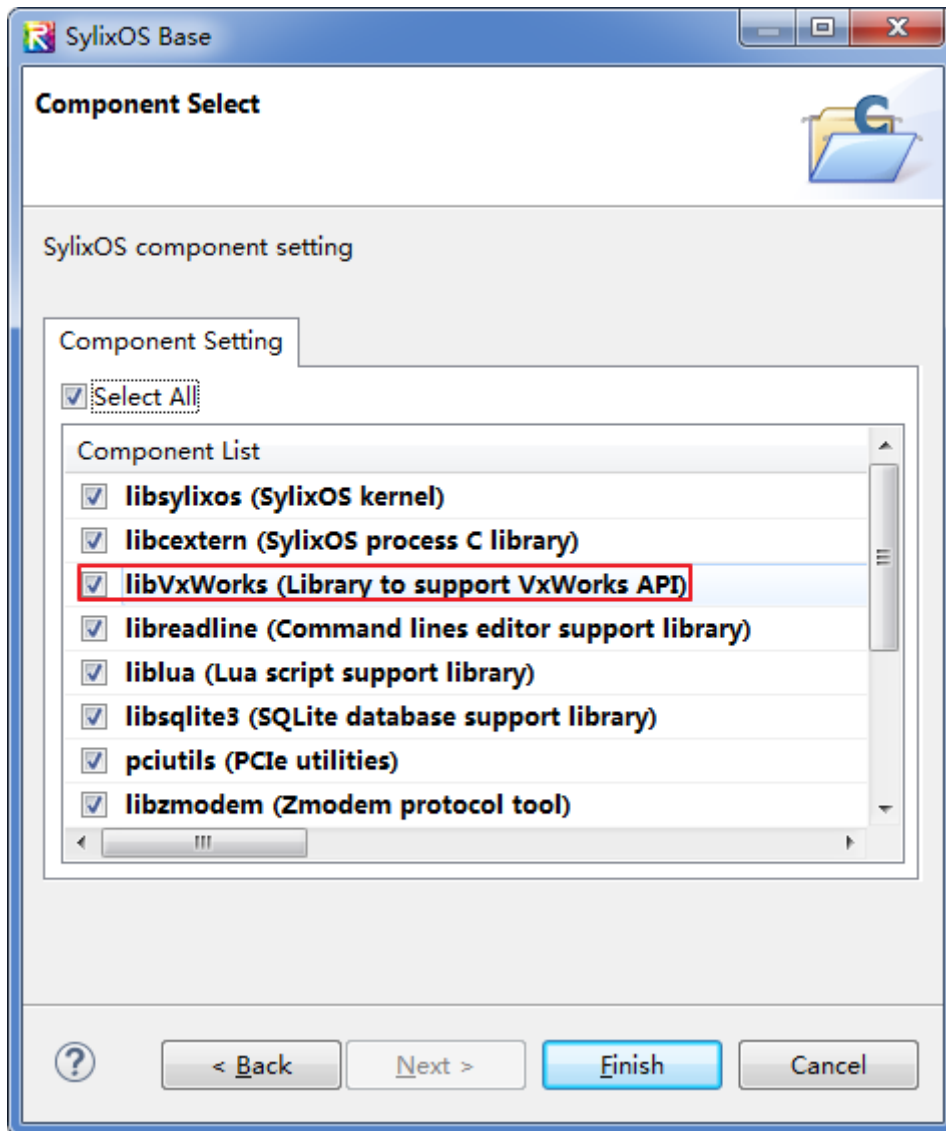 SylixOS Base
Component Select
SylixOS component setting
Component Setting
Select All
Component List
libsylixos (SylixOS kernel)
libcextern (SylixOS process C library)
libVxWorks (Library to support VxWorks API)
libreadline (Command lines editor support library)
liblua (Lua script support library)
libsqlite3 (SQLite database support library)
pciutils (PCIe utilities)
libzmodem (Zmodem protocol tool)
< Back Next > Finish Cancel